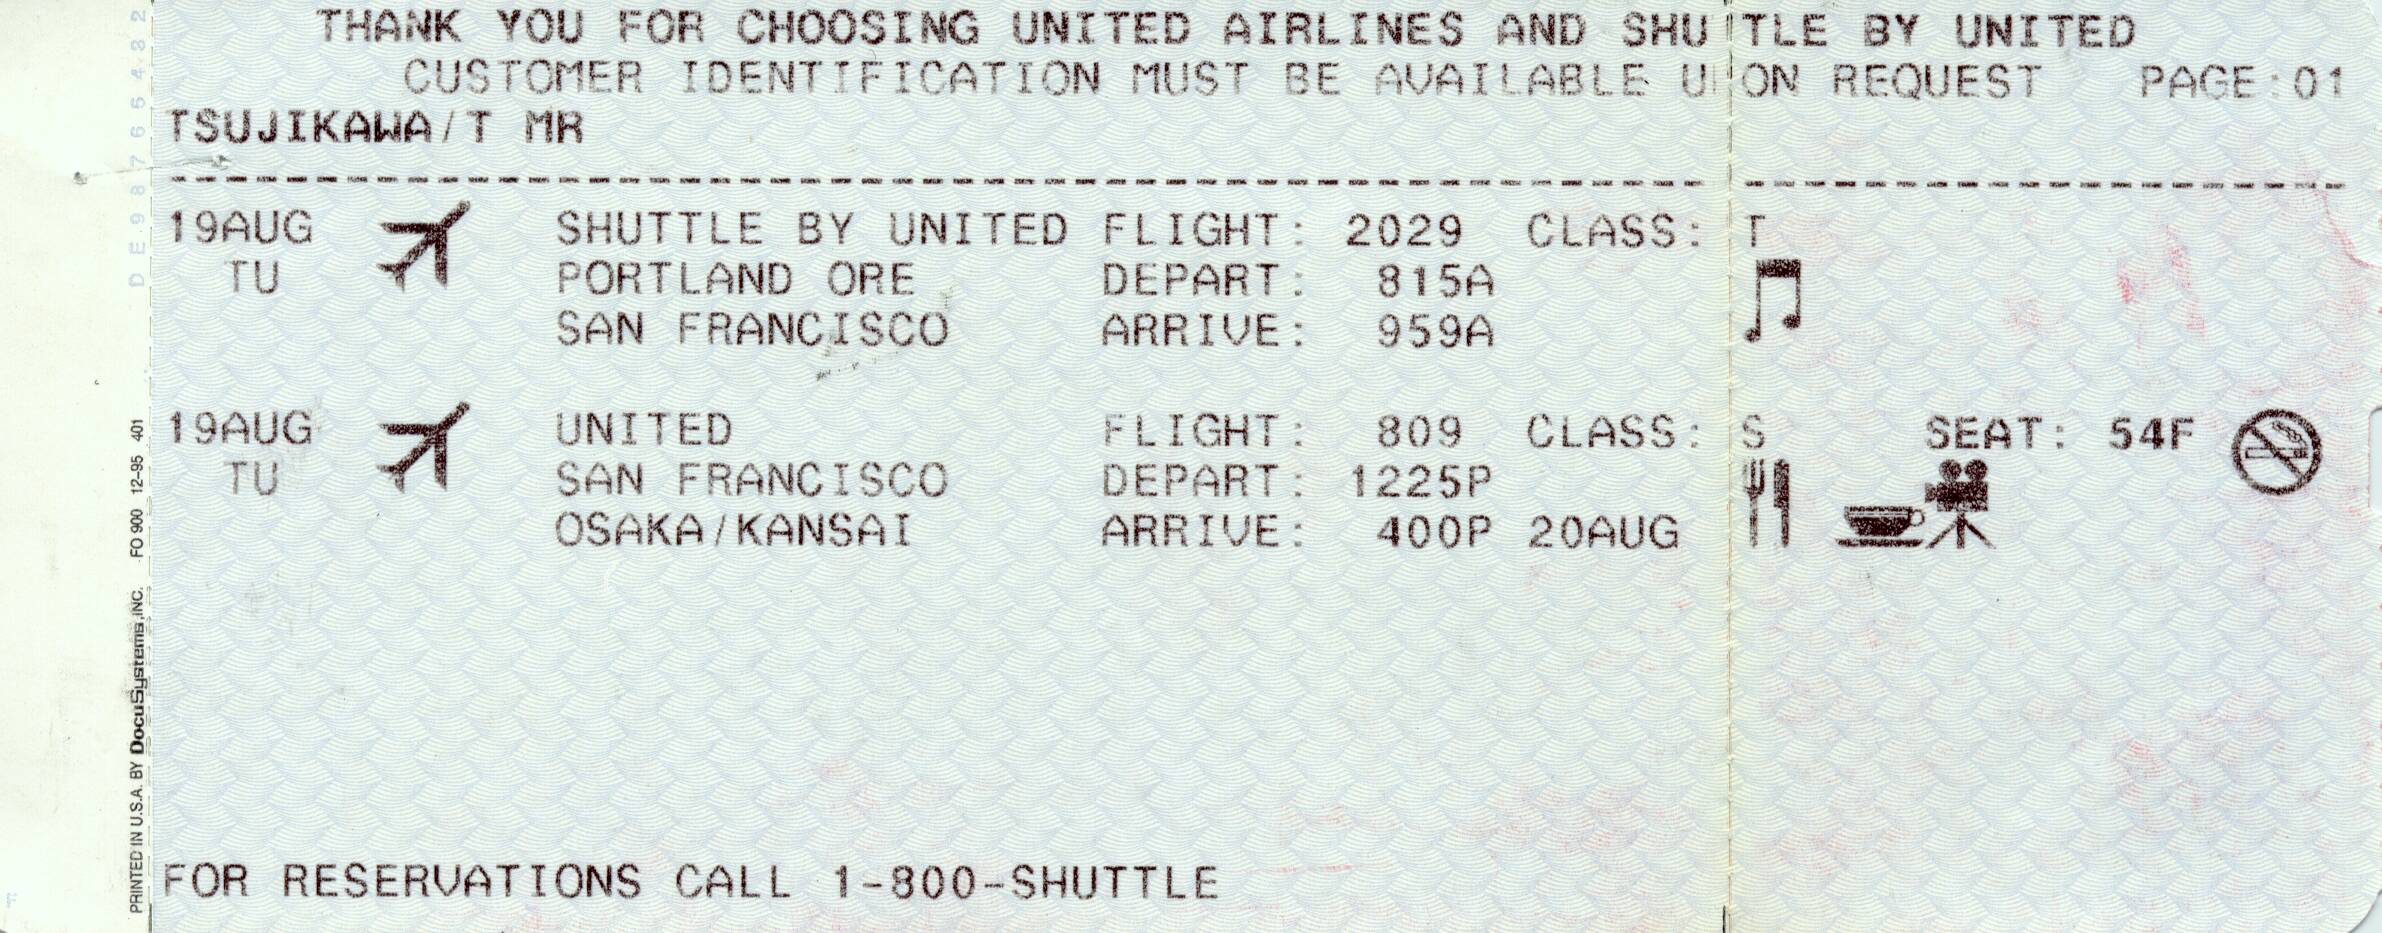 THANK YOU FOR CHOOSING UNITED AIRLINES AND SHUTTLE BY UNITED
CUSTOMER IDENTIFICATION MUST BE AVAILABLE UPON REQUEST PAGE:01
TSUJIKAWA/T MR
19AUG SHUTTLE BY UNITED FLIGHT: 2029 CLASS: T
TU PORTLAND ORE DEPART: 815A
SAN FRANCISCO ARRIVE: 959A
19AUG UNITED FLIGHT: 809 CLASS: S SEAT: 54F
TU SAN FRANCISCO DEPART: 1225P
OSAKA/KANSAI ARRIVE: 400P 20AUG
FOR RESERVATIONS CALL 1-800-SHUTTLE
PRINTED IN U.S.A. BY DocuSystems, INC. FO 900 12-95 401